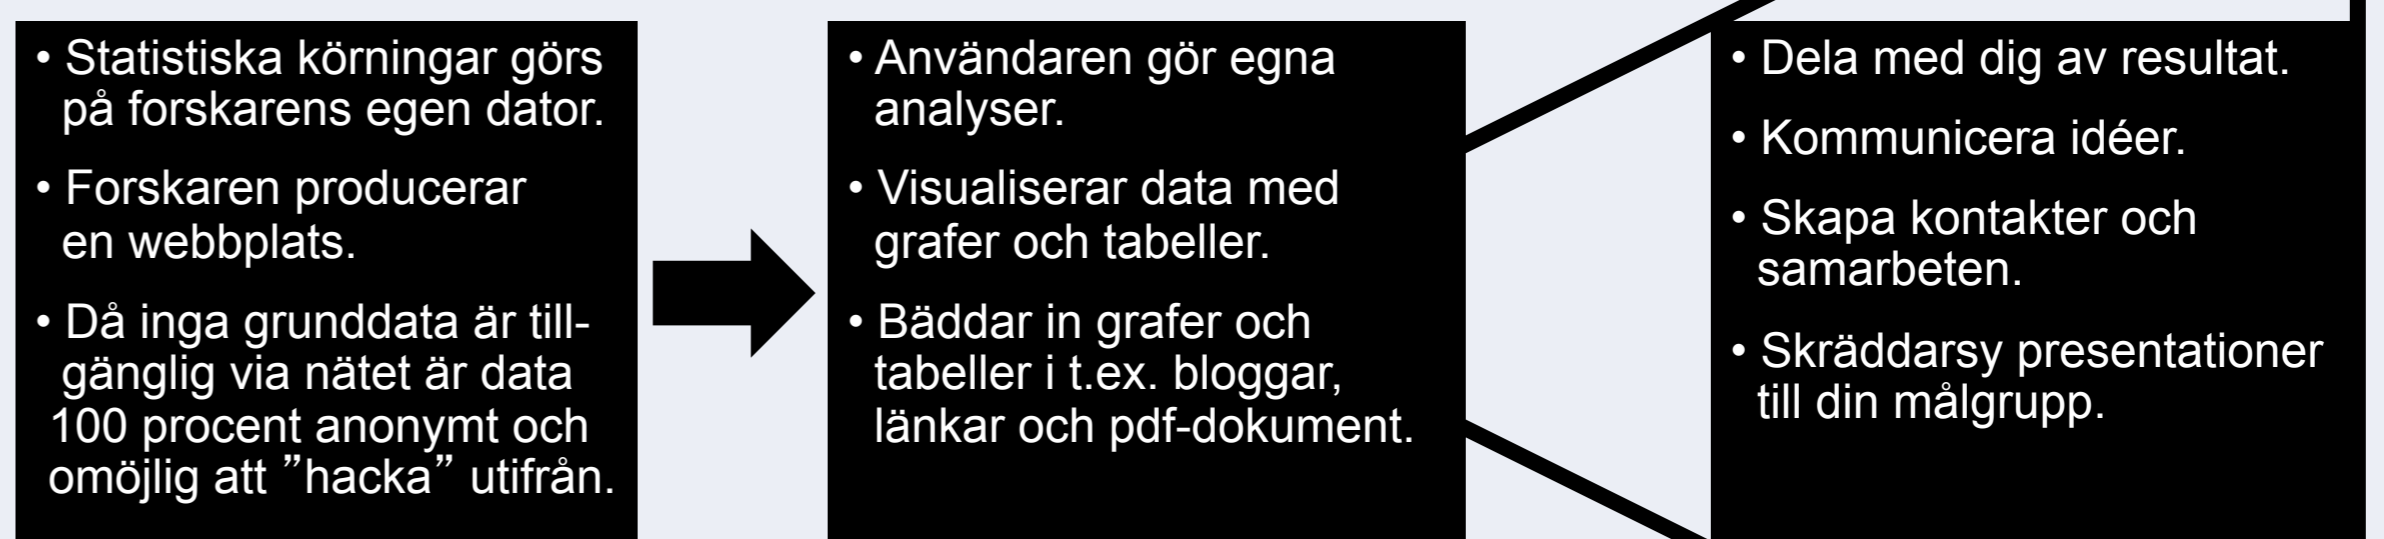 • Statistiska körningar görs
på forskarens egen dator.
• Forskaren producerar
en webbplats.
• Då inga grunddata är till-
gänglig via nätet är data
100 procent anonymt och
omöjlig att ”hacka” utifrån.
• Användaren gör egna
analyser.
• Visualiserar data med
grafer och tabeller.
• Bäddar in grafer och
tabeller i t.ex. bloggar,
länkar och pdf-dokument.
• Dela med dig av resultat.
• Kommunicera idéer.
• Skapa kontakter och
samarbeten.
• Skräddarsy presentationer
till din målgrupp.